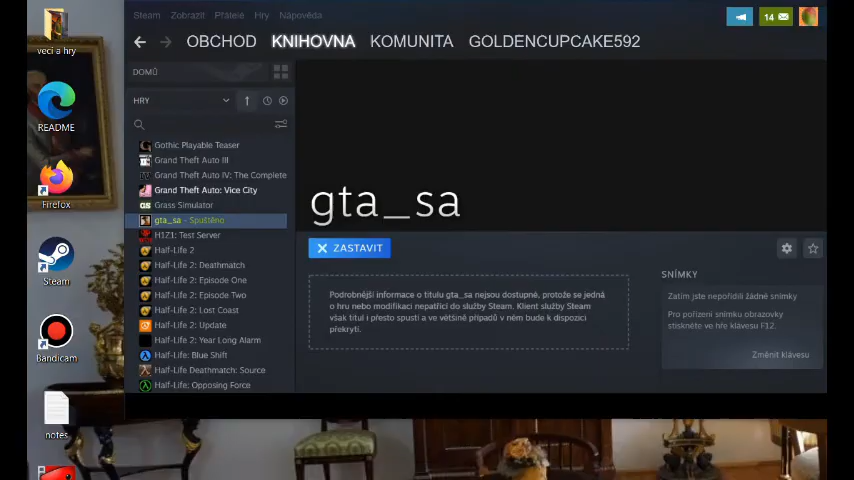 veci a hry
README
Firefox
Steam
Bandicam
notes
Steam Zobrazit Přátelé Hry Nápověda
14
OBCHOD KNIHOVNA KOMUNITA GOLDENCUPCAKE592
DOMŮ
HRY
Gothic Playable Teaser
Grand Theft Auto III
Grand Theft Auto IV: The Complete
Grand Theft Auto: Vice City
Grass Simulator
gta_sa - Spuštěno
H1Z1: Test Server
Half-Life 2
Half-Life 2: Deathmatch
Half-Life 2: Episode One
Half-Life 2: Episode Two
Half-Life 2: Lost Coast
Half-Life 2: Update
Half-Life 2: Year Long Alarm
Half-Life: Blue Shift
Half-Life Deathmatch: Source
Half-Life: Opposing Force
gta_sa
ZASTAVIT
Podrobnější informace o titulu gta_sa nejsou dostupné, protože se jedná
o hru nebo modifikaci nepatřící do služby Steam. Klient služby Steam
však titul i přesto spustí a ve většině případů v něm bude k dispozici
překrytí.
SNÍMKY
Zatím jste nepořídili žádné snímky
Pro pořízení snímku obrazovky
stiskněte ve hře klávesu F12.
Změnit klávesu